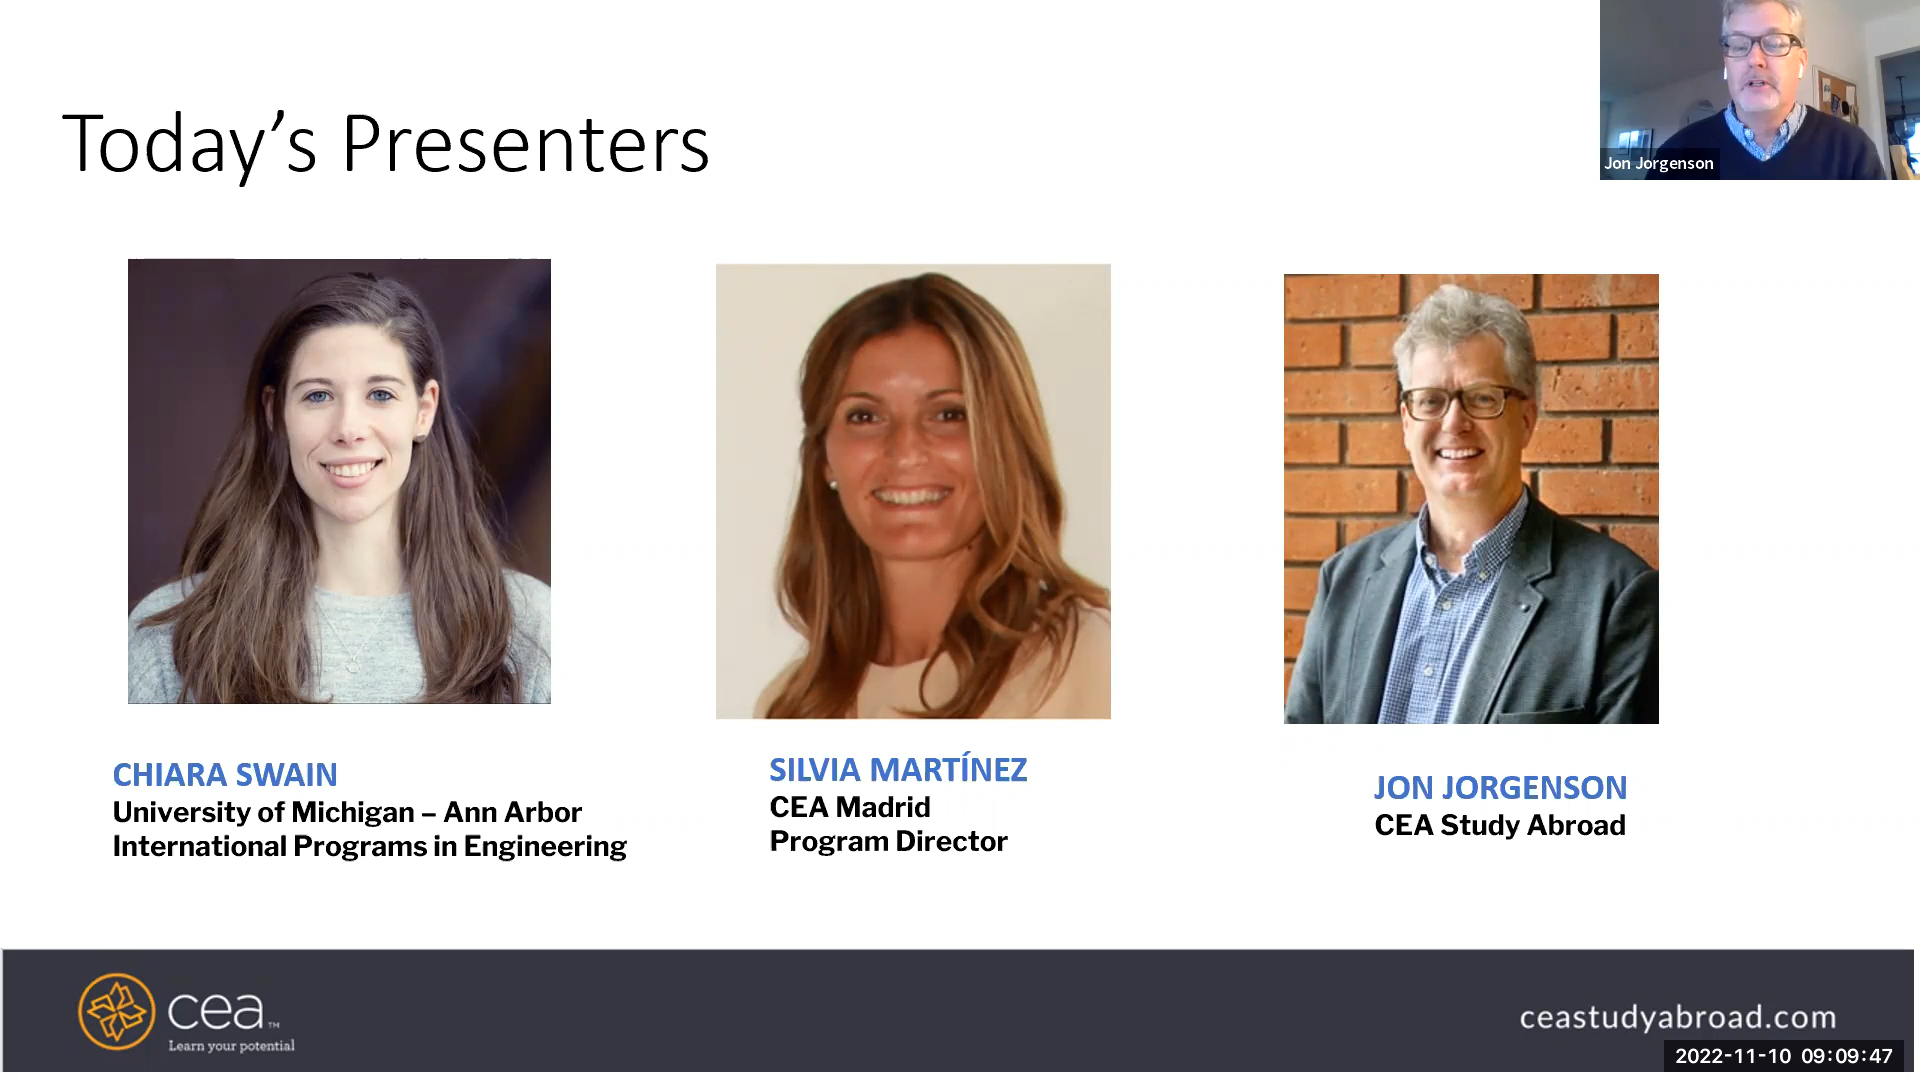 Today’s Presenters
Jon Jorgenson
CHIARA SWAIN
University of Michigan – Ann Arbor
International Programs in Engineering
SILVIA MARTÍNEZ
CEA Madrid
Program Director
JON JORGENSON
CEA Study Abroad
cea™
Learn your potential
ceastudyabroad.com
2022-11-10 09:09:47